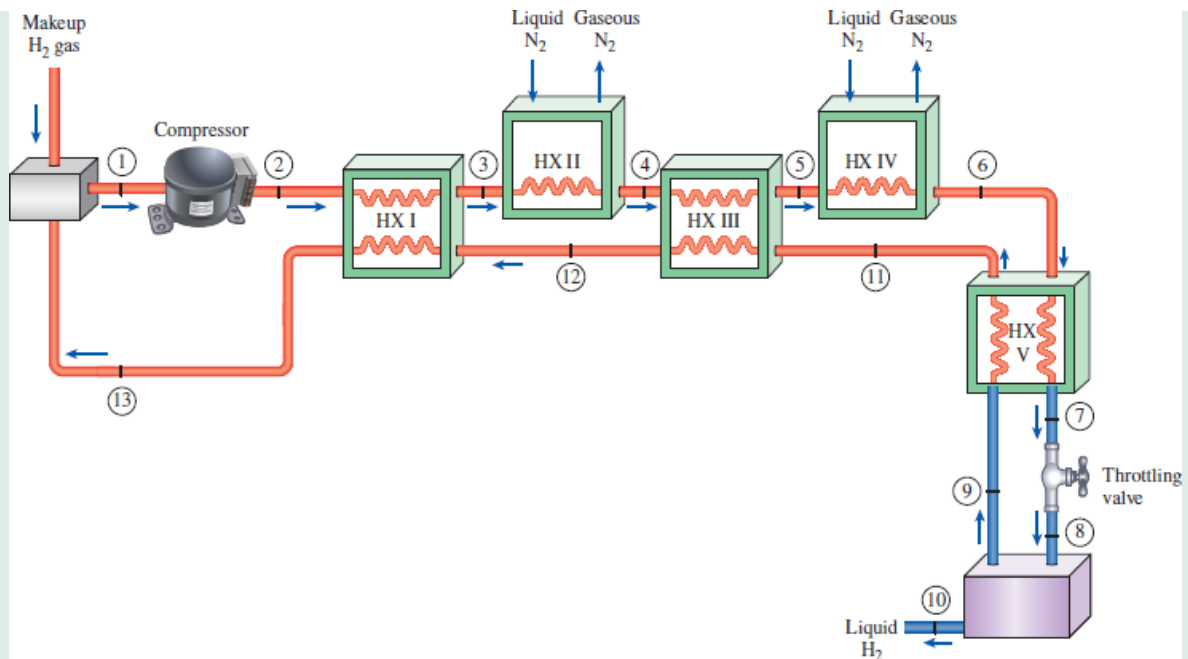 Makeup
H₂ gas
Liquid Gaseous
N₂ N₂
Liquid Gaseous
N₂ N₂
Compressor
1
2
3
HX II
4
5
HX IV
6
HX I
HX III
12
11
HX
V
13
7
Throttling
valve
9
8
10
Liquid
H₂